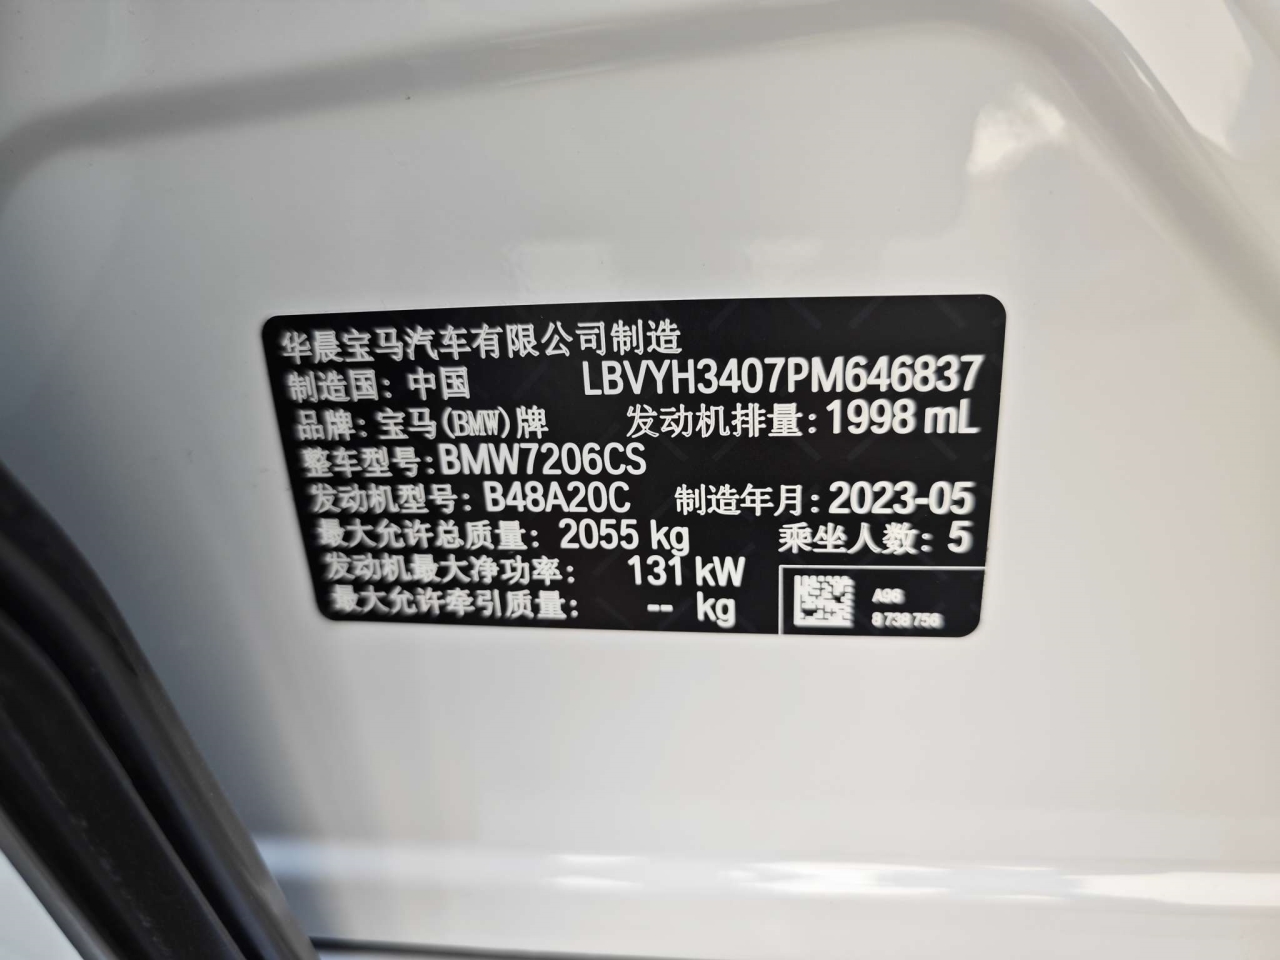 华晨宝马汽车有限公司制造
制造国: 中国 LBVYH3407PM646837
品牌: 宝马(BMW)牌 发动机排量: 1998 mL
整车型号: BMW7206CS
发动机型号: B48A20C 制造年月: 2023-05
最大允许总质量: 2055 kg 乘坐人数: 5
发动机最大净功率: 131 kW
最大允许牵引质量: -- kg
A96
8738756